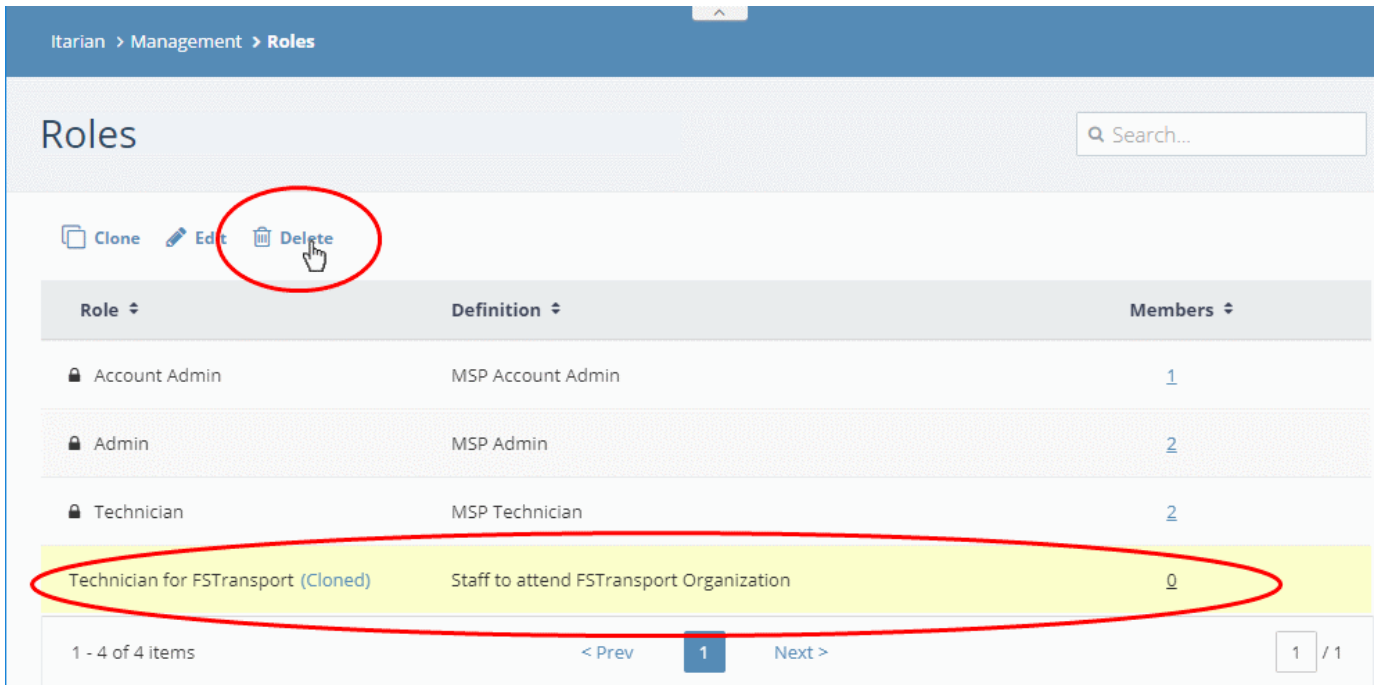 Itarian > Management > Roles
Roles
Search...
Clone Edit Delete
Role Definition Members
Account Admin MSP Account Admin 1
Admin MSP Admin 2
Technician MSP Technician 2
Technician for FSTransport (Cloned) Staff to attend FSTransport Organization 0
1 - 4 of 4 items < Prev 1 Next > 1 / 1